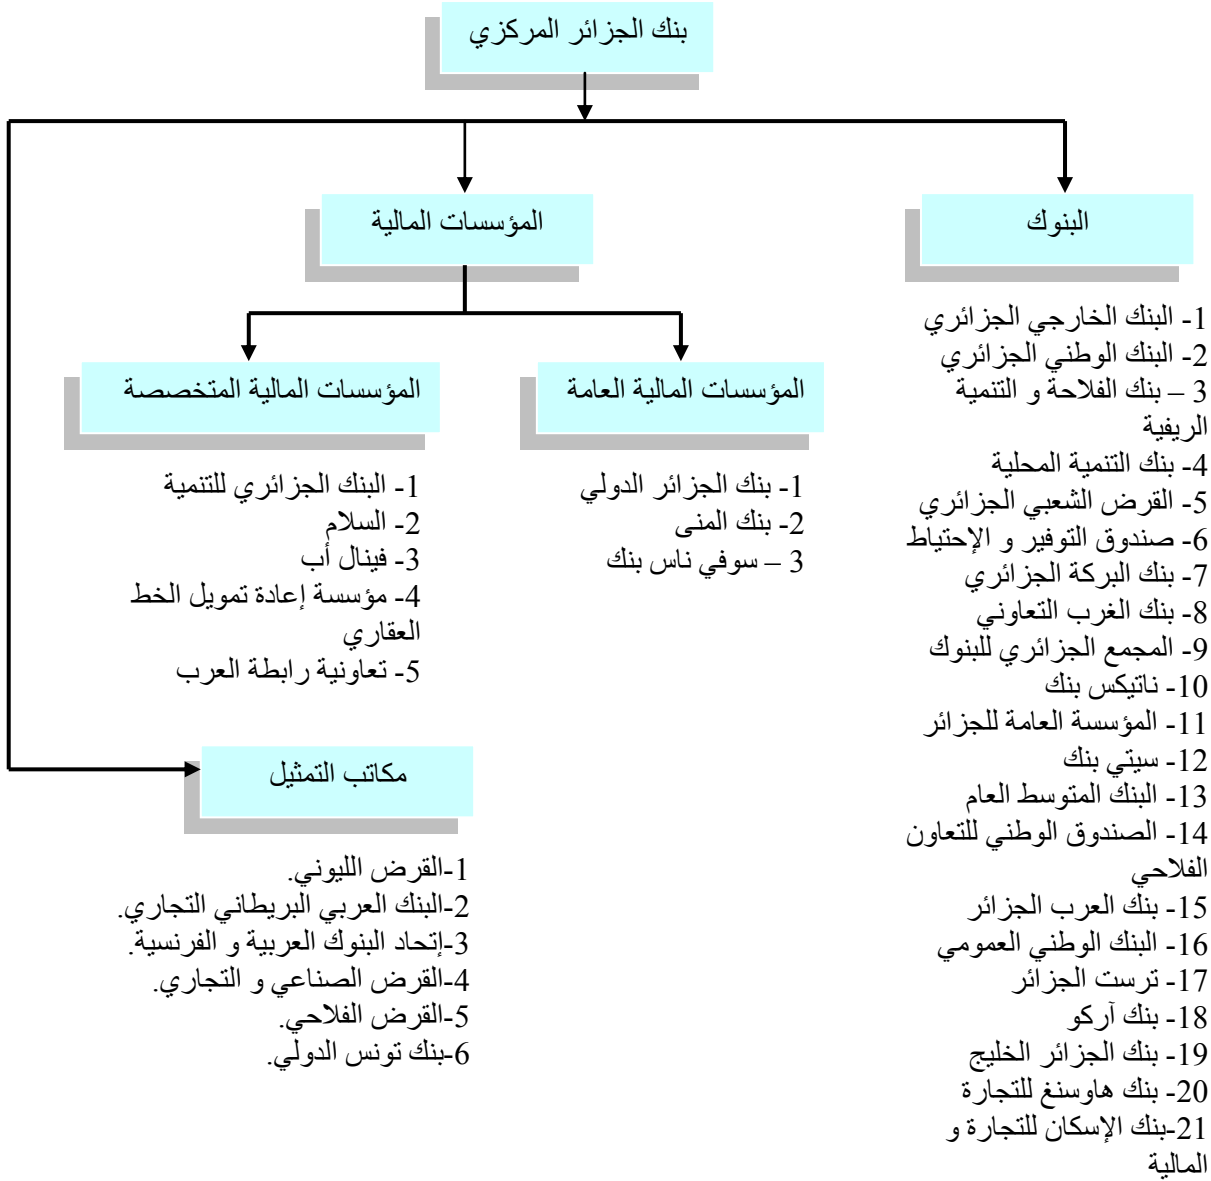 بنك الجزائر المركزي
البنوك
المؤسسات المالية
1- البنك الخارجي الجزائري
2- البنك الوطني الجزائري
3 – بنك الفلاحة و التنمية
الريفية
4- بنك التنمية المحلية
5- القرض الشعبي الجزائري
6- صندوق التوفير و الإحتياط
7- بنك البركة الجزائري
8- بنك الغرب التعاوني
9- المجمع الجزائري للبنوك
10- ناتيكس بنك
11- المؤسسة العامة للجزائر
12- سيتي بنك
13- البنك المتوسط العام
14- الصندوق الوطني للتعاون
الفلاحي
15- بنك العرب الجزائر
16- البنك الوطني العمومي
17- ترست الجزائر
18- بنك آركو
19- بنك الجزائر الخليج
20- بنك هاوسنغ للتجارة
21-بنك الإسكان للتجارة و
المالية
المؤسسات المالية العامة
1- بنك الجزائر الدولي
2- بنك المنى
3 – سوفي ناس بنك
المؤسسات المالية المتخصصة
1- البنك الجزائري للتنمية
2- السلام
3- فينال أب
4- مؤسسة إعادة تمويل الخط
العقاري
5- تعاونية رابطة العرب
مكاتب التمثيل
1-القرض الليوني.
2-البنك العربي البريطاني التجاري.
3-إتحاد البنوك العربية و الفرنسية.
4-القرض الصناعي و التجاري.
5-القرض الفلاحي.
6-بنك تونس الدولي.